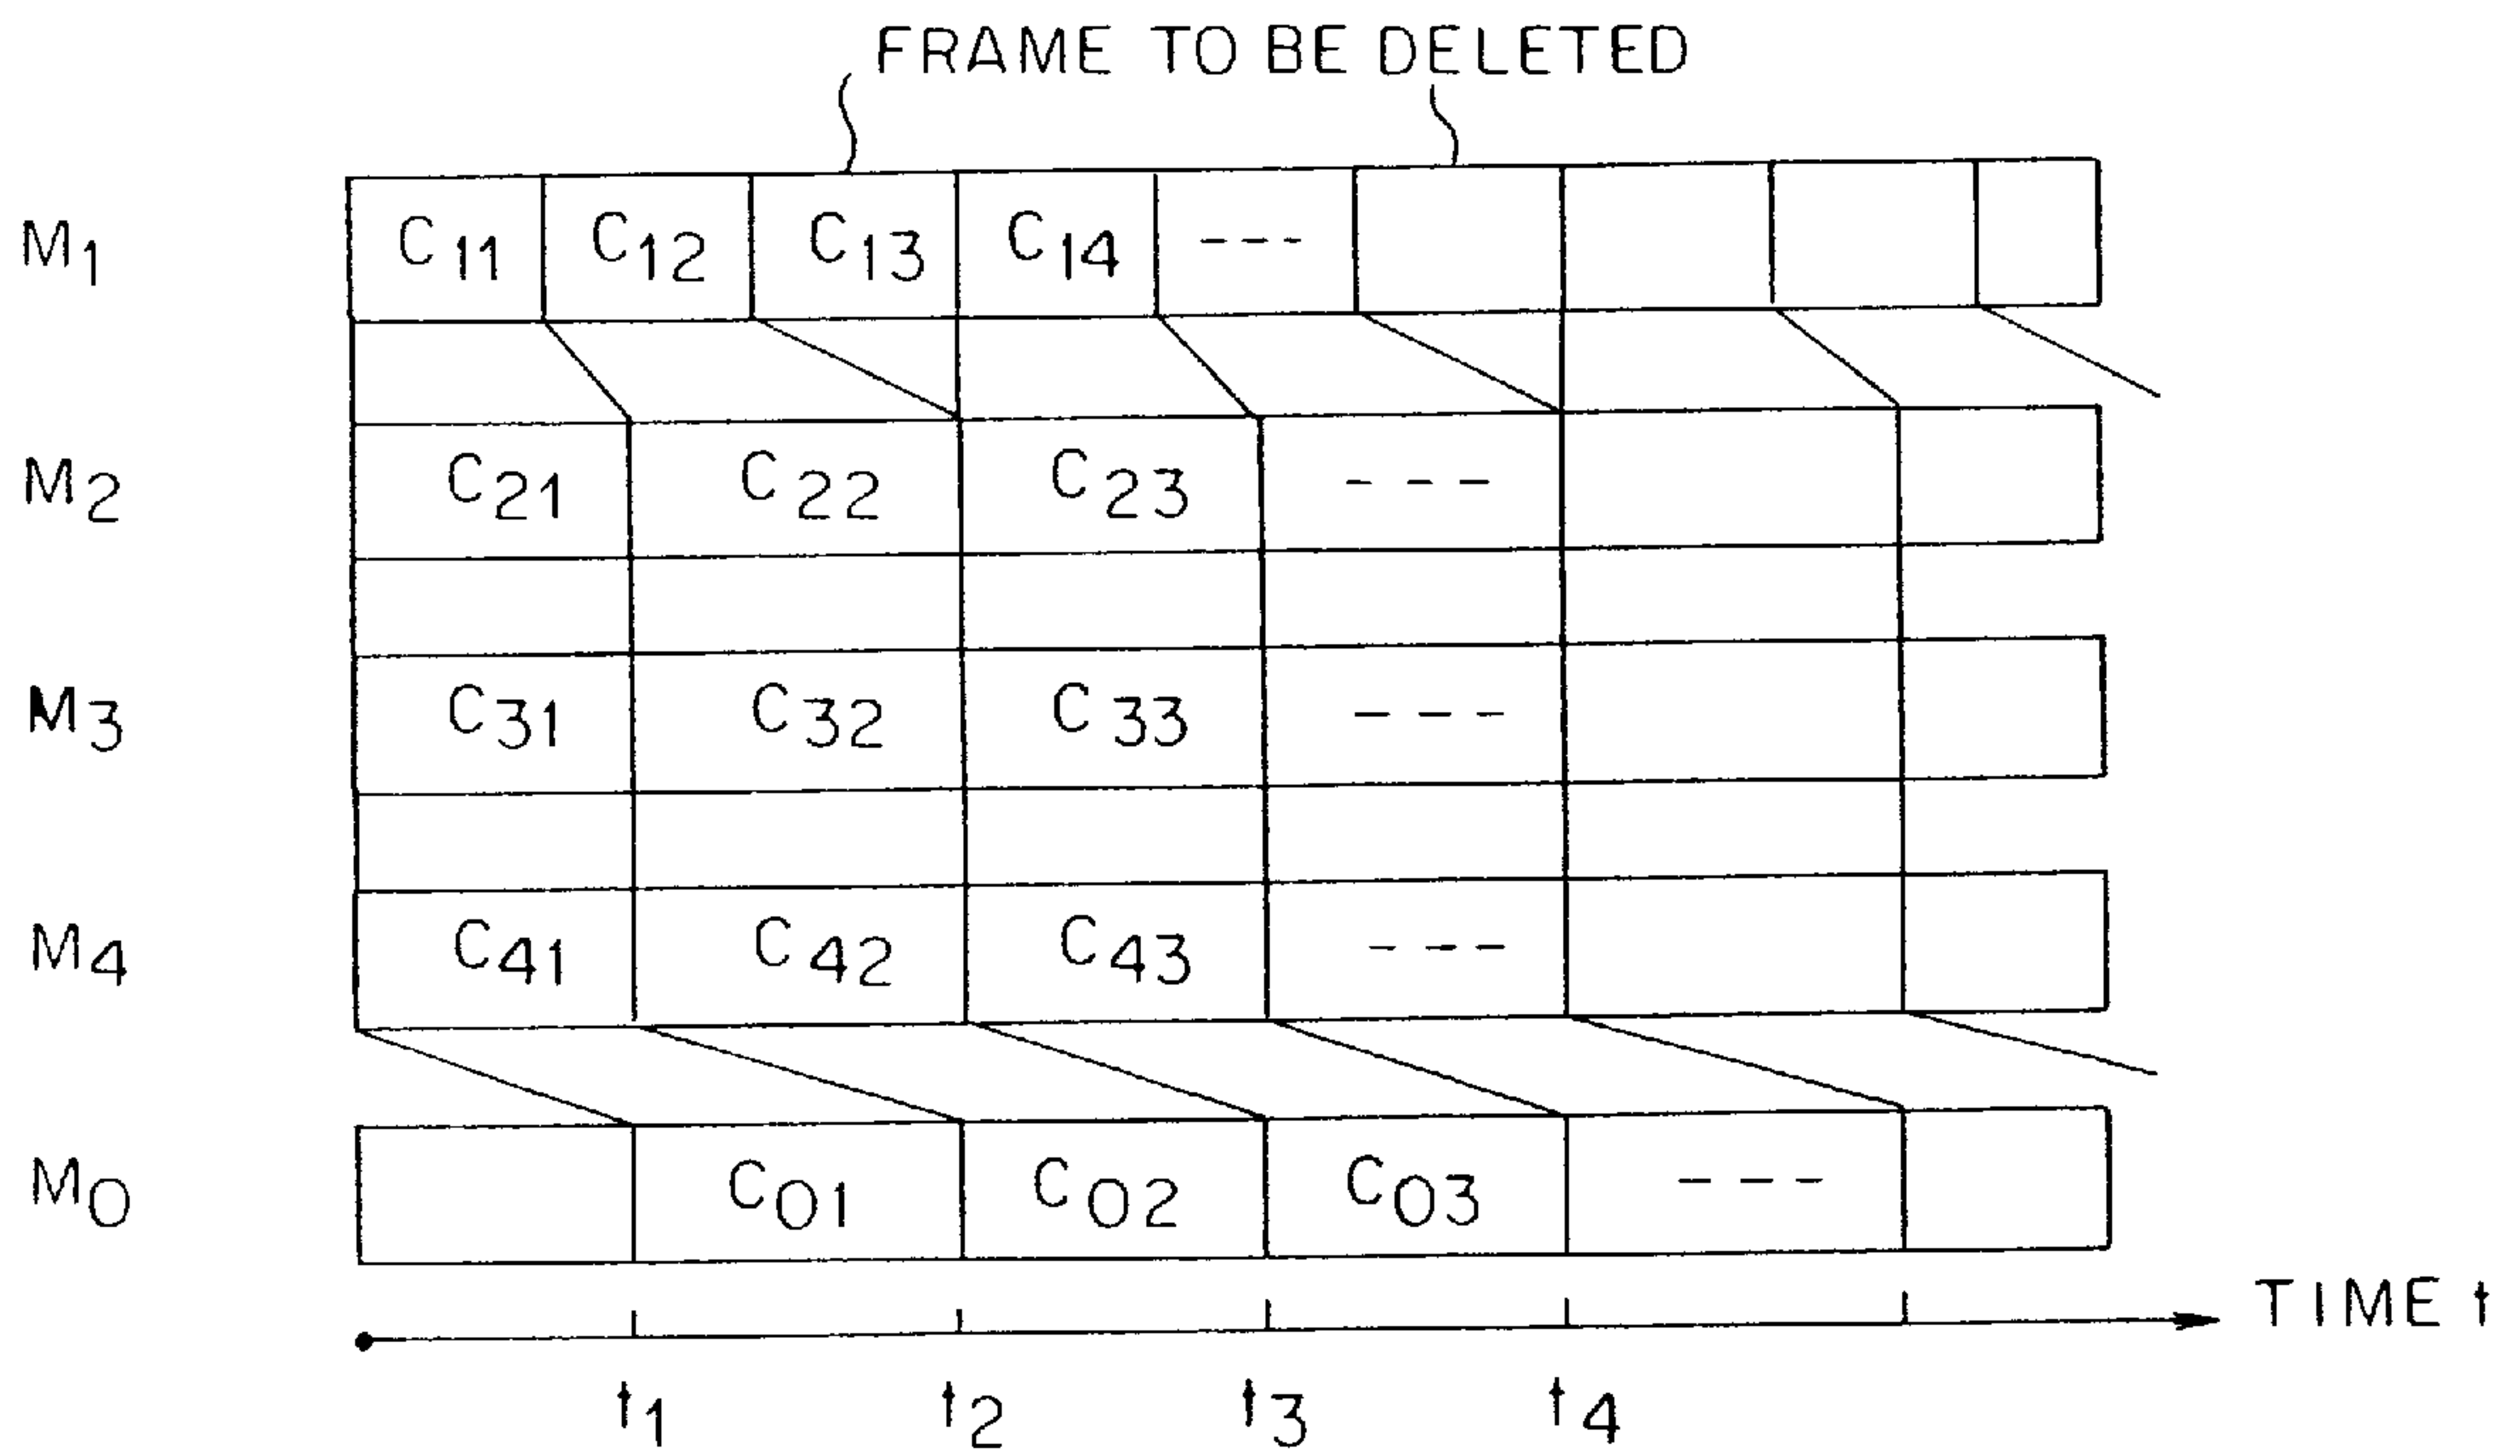 FRAME TO BE DELETED
M1 C11 C12 C13 C14 ---
M2 C21 C22 C23 ---
M3 C31 C32 C33 ---
M4 C41 C42 C43 ---
M0 C01 C02 C03 ---
TIME t
t1 t2 t3 t4